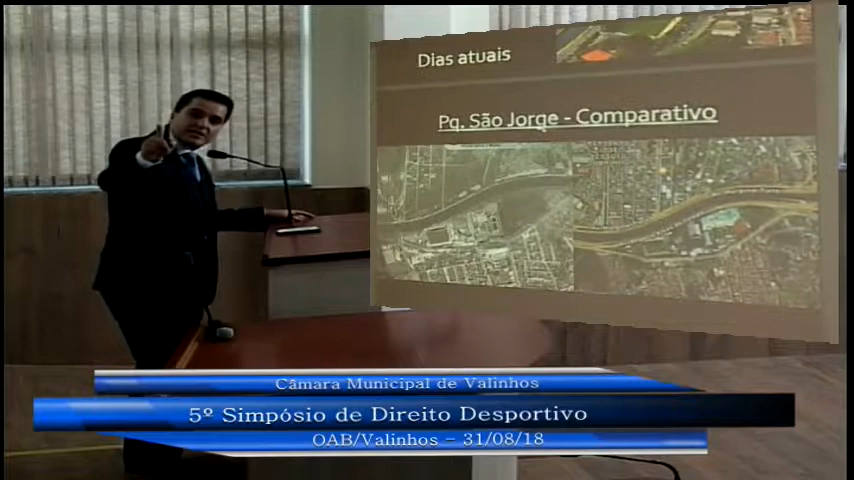 Dias atuais
Pq. São Jorge - Comparativo
Câmara Municipal de Valinhos
5º Simpósio de Direito Desportivo
OAB/Valinhos - 31/08/18